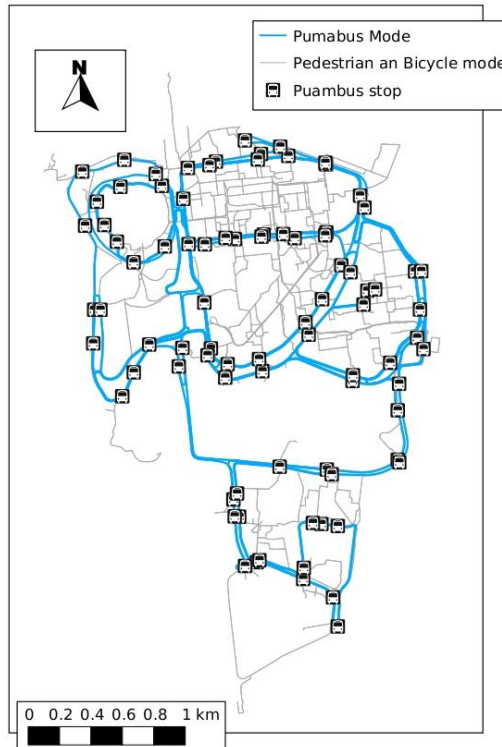 Pumabus Mode
Pedestrian an Bicycle mode
Puambus stop
N
0 0.2 0.4 0.6 0.8 1 km